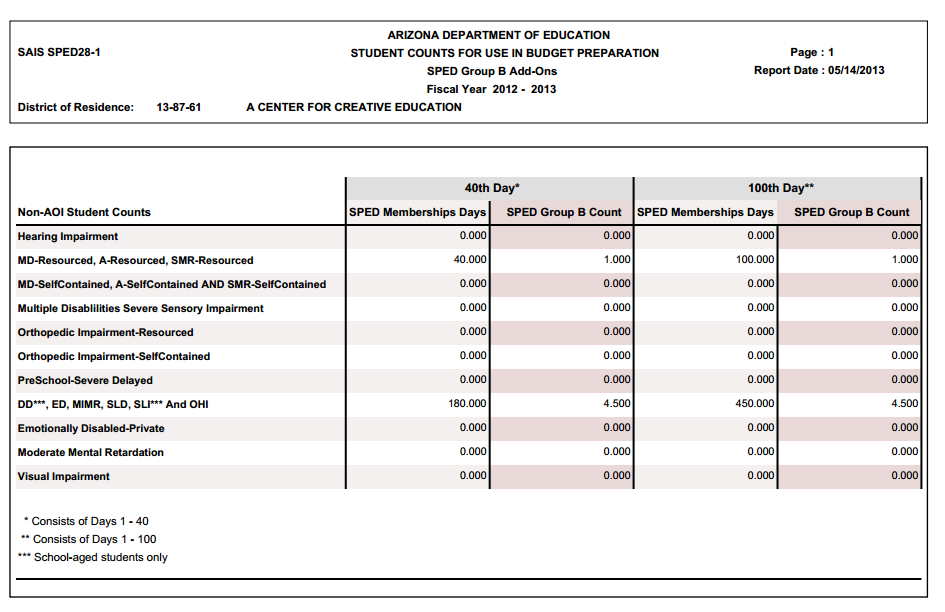 ARIZONA DEPARTMENT OF EDUCATION
SAIS SPED28-1 STUDENT COUNTS FOR USE IN BUDGET PREPARATION Page : 1
SPED Group B Add-Ons Report Date : 05/14/2013
Fiscal Year 2012 - 2013
District of Residence: 13-87-61 A CENTER FOR CREATIVE EDUCATION
40th Day* 100th Day**
Non-AOI Student Counts SPED Memberships Days SPED Group B Count SPED Memberships Days SPED Group B Count
Hearing Impairment 0.000 0.000 0.000 0.000
MD-Resourced, A-Resourced, SMR-Resourced 40.000 1.000 100.000 1.000
MD-SelfContained, A-SelfContained AND SMR-SelfContained 0.000 0.000 0.000 0.000
Multiple Disablilities Severe Sensory Impairment 0.000 0.000 0.000 0.000
Orthopedic Impairment-Resourced 0.000 0.000 0.000 0.000
Orthopedic Impairment-SelfContained 0.000 0.000 0.000 0.000
PreSchool-Severe Delayed 0.000 0.000 0.000 0.000
DD***, ED, MIMR, SLD, SLI*** And OHI 180.000 4.500 450.000 4.500
Emotionally Disabled-Private 0.000 0.000 0.000 0.000
Moderate Mental Retardation 0.000 0.000 0.000 0.000
Visual Impairment 0.000 0.000 0.000 0.000
* Consists of Days 1 - 40
** Consists of Days 1 - 100
*** School-aged students only